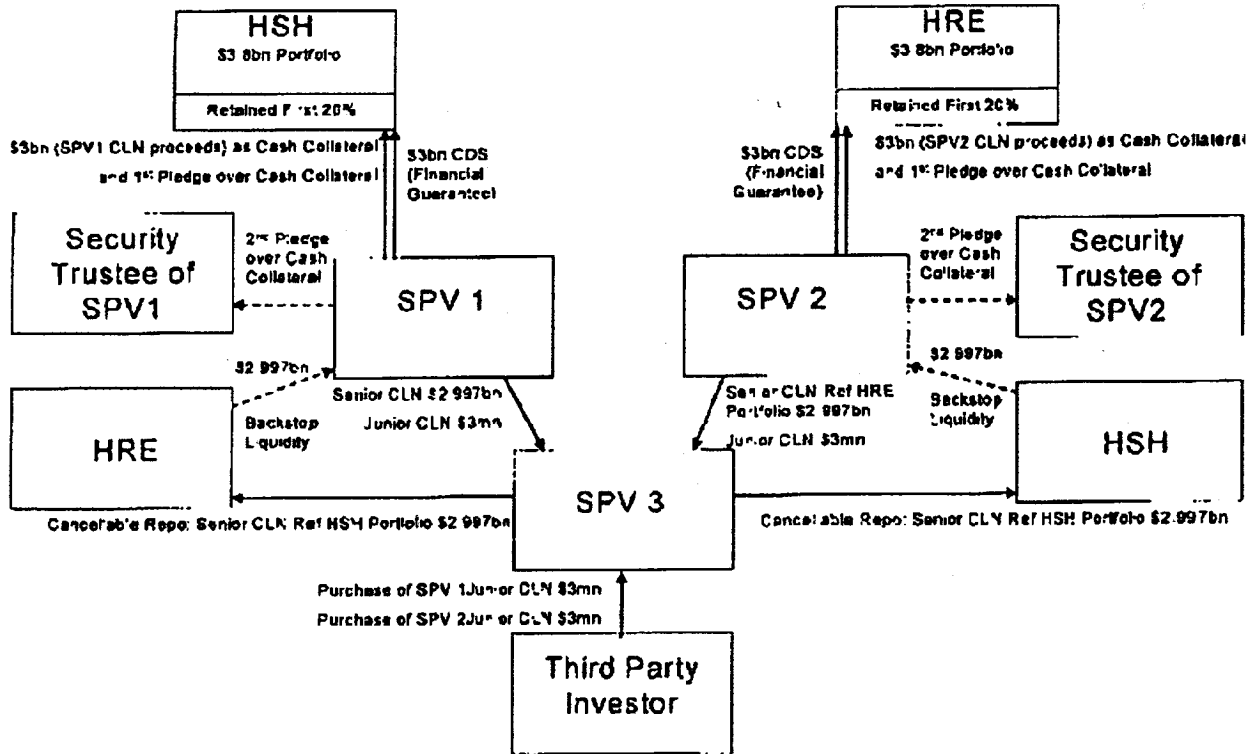 HSH
$3 8bn Portfolio
Retained First 20%
HRE
$3 8bn Portfolio
Retained First 20%
$3bn (SPV1 CLN proceeds) as Cash Collateral
and 1st Pledge over Cash Collateral
$3bn CDS
(Financial
Guarantee)
$3bn CDS
(Financial
Guarantee)
$3bn (SPV2 CLN proceeds) as Cash Collateral
and 1st Pledge over Cash Collateral
Security
Trustee of
SPV1
2nd Pledge
over Cash
Collateral
SPV 1
SPV 2
2nd Pledge
over Cash
Collateral
Security
Trustee of
SPV2
$2 997bn
Backstop
Liquidity
HRE
Senior CLN $2 997bn
Junior CLN $3mn
Senior CLN Ref HRE
Portfolio $2 997bn
Junior CLN $3mn
$2 997bn
Backstop
Liquidity
HSH
SPV 3
Cancellable Repo: Senior CLN Ref HSH Portfolio $2 997bn
Cancellable Repo: Senior CLN Ref HSH Portfolio $2.997bn
Purchase of SPV 1Junior CLN $3mn
Purchase of SPV 2Junior CLN $3mn
Third Party
Investor